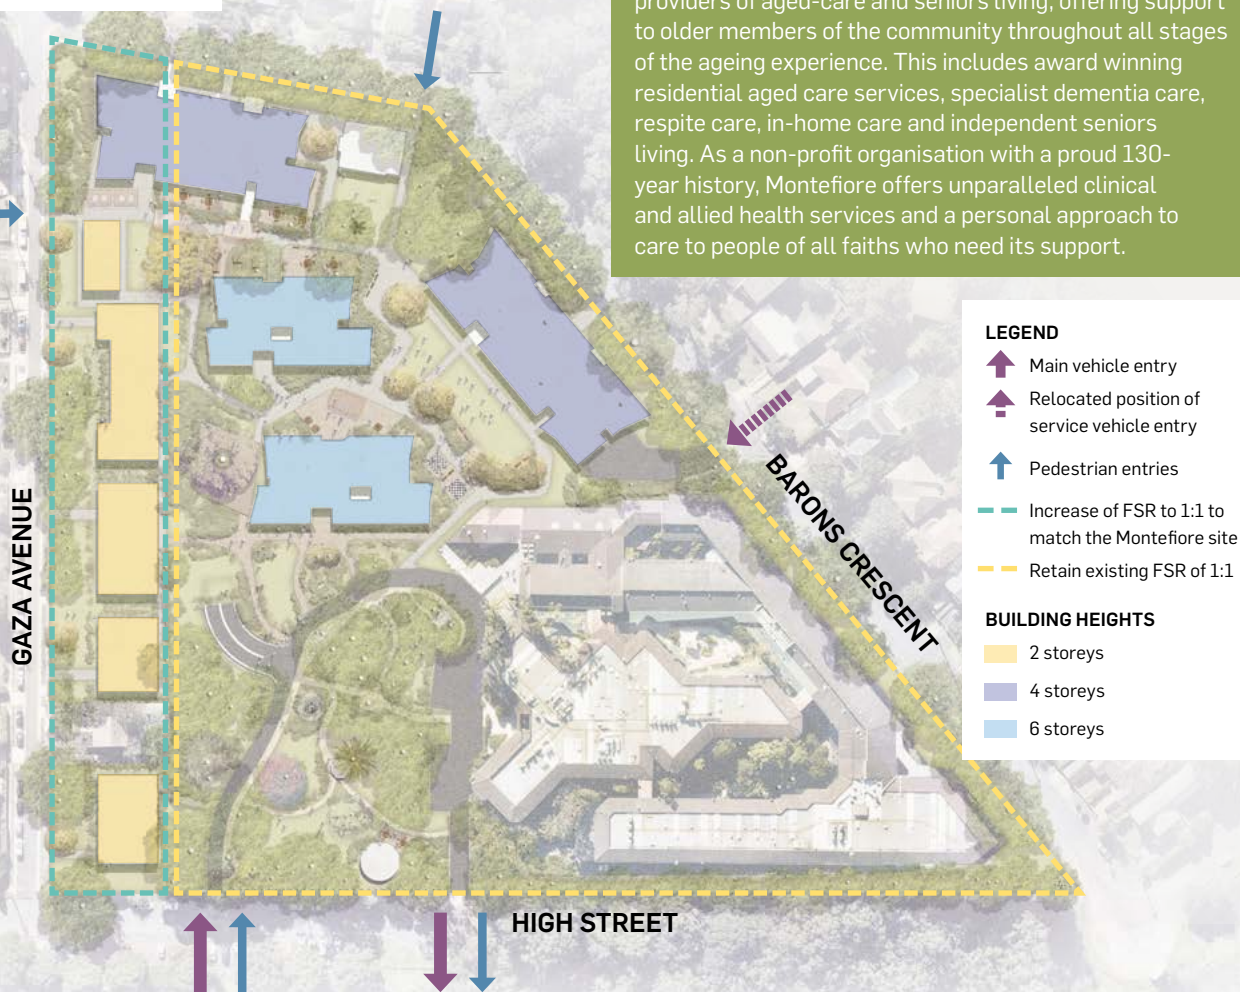 providers of aged-care and seniors living, offering support
to older members of the community throughout all stages
of the ageing experience. This includes award winning
residential aged care services, specialist dementia care,
respite care, in-home care and independent seniors
living. As a non-profit organisation with a proud 130-
year history, Montefiore offers unparalleled clinical
and allied health services and a personal approach to
care to people of all faiths who need its support.
LEGEND
Main vehicle entry
Relocated position of
service vehicle entry
Pedestrian entries
Increase of FSR to 1:1 to
match the Montefiore site
Retain existing FSR of 1:1
BUILDING HEIGHTS
2 storeys
4 storeys
6 storeys
GAZA AVENUE
BARONS CRESCENT
HIGH STREET